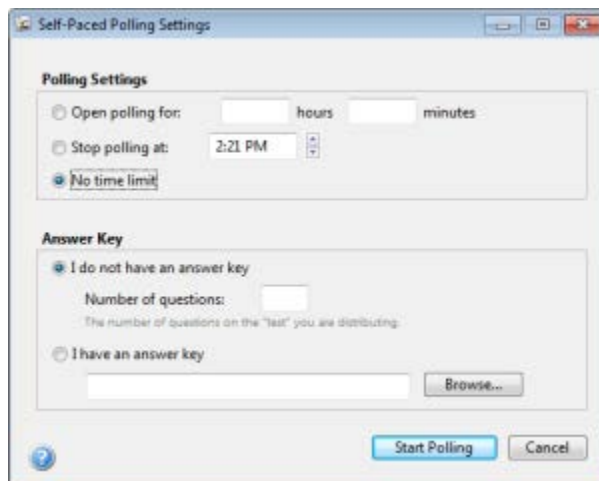 Self-Paced Polling Settings
Polling Settings
Open polling for: hours minutes
Stop polling at: 2:21 PM
No time limit
Answer Key
I do not have an answer key
Number of questions:
The number of questions on the "test" you are distributing.
I have an answer key
Browse...
Start Polling Cancel